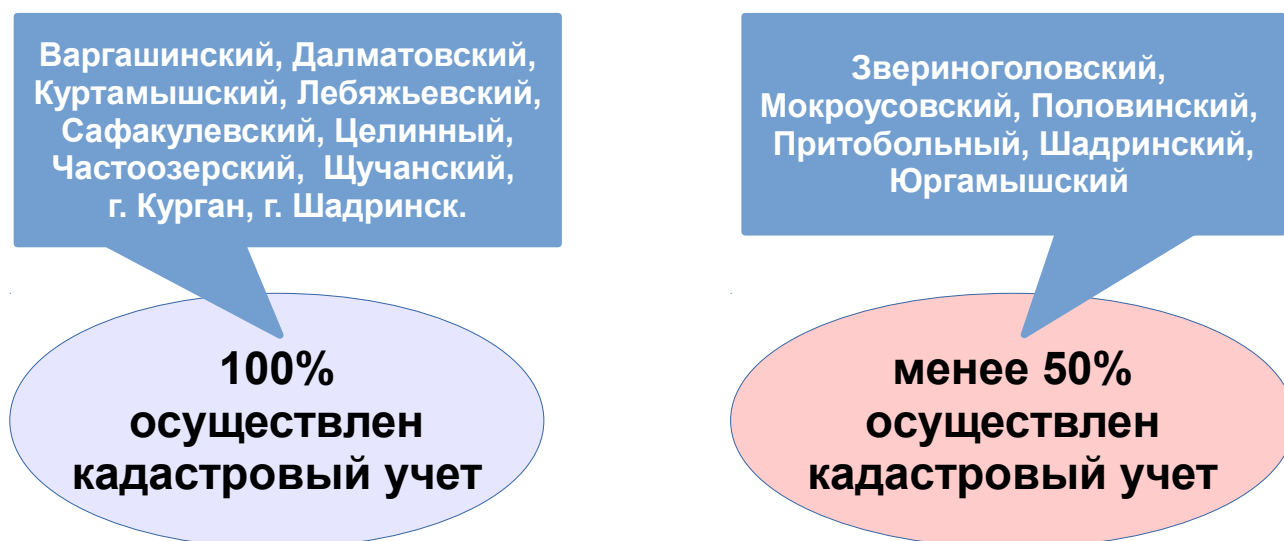 Варгашинский, Далматовский,
Куртамышский, Лебяжьевский,
Сафакулевский, Целинный,
Частоозерский, Щучанский,
г. Курган, г. Шадринск.
100%
осуществлен
кадастровый учет
Звериноголовский,
Мокроусовский, Половинский,
Притобольный, Шадринский,
Юргамышский
менее 50%
осуществлен
кадастровый учет